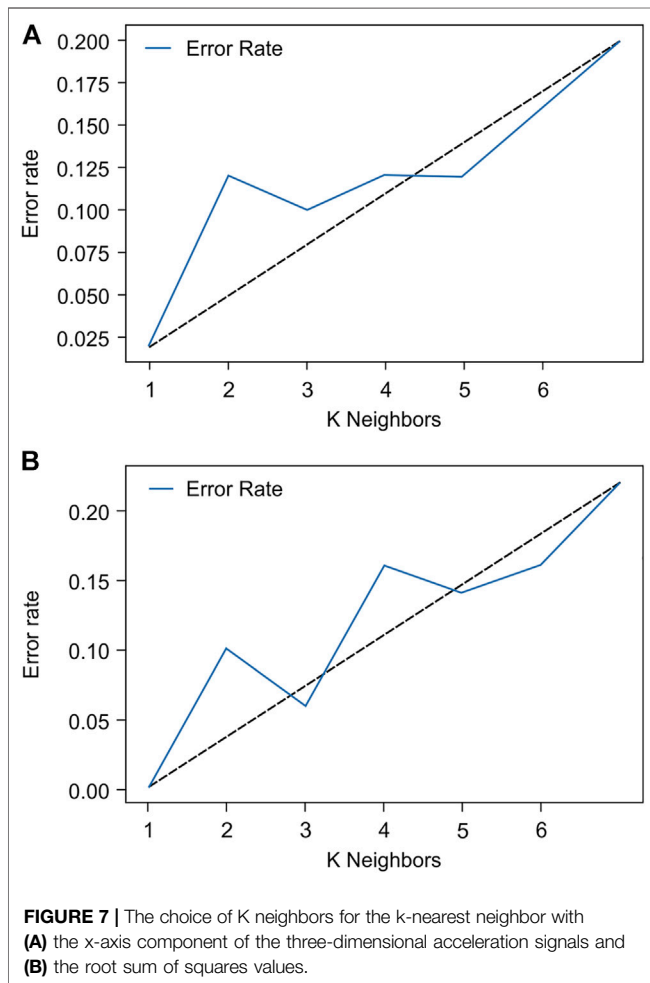 A
Error Rate
0.200
0.175
0.150
0.125
0.100
0.075
0.050
0.025
Error rate
1 2 3 4 5 6
K Neighbors
B
Error Rate
0.20
0.15
0.10
0.05
0.00
Error rate
1 2 3 4 5 6
K Neighbors
FIGURE 7 | The choice of K neighbors for the k-nearest neighbor with
(A) the x-axis component of the three-dimensional acceleration signals and
(B) the root sum of squares values.